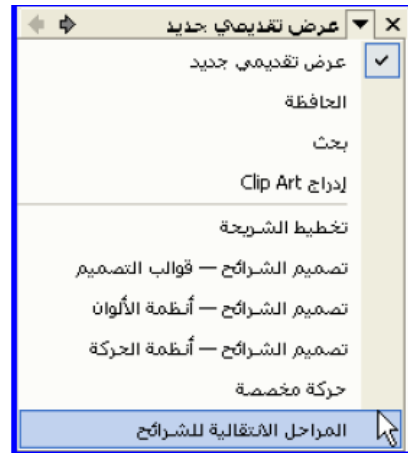 عرض تقديمي جديد
عرض تقديمي جديد
الحافظة
بحث
إدراج Clip Art
تخطيط الشريحة
تصميم الشرائح — قوالب التصميم
تصميم الشرائح — أنظمة الألوان
تصميم الشرائح — أنظمة الحركة
حركة مخصصة
المراحل الانتقالية للشرائح